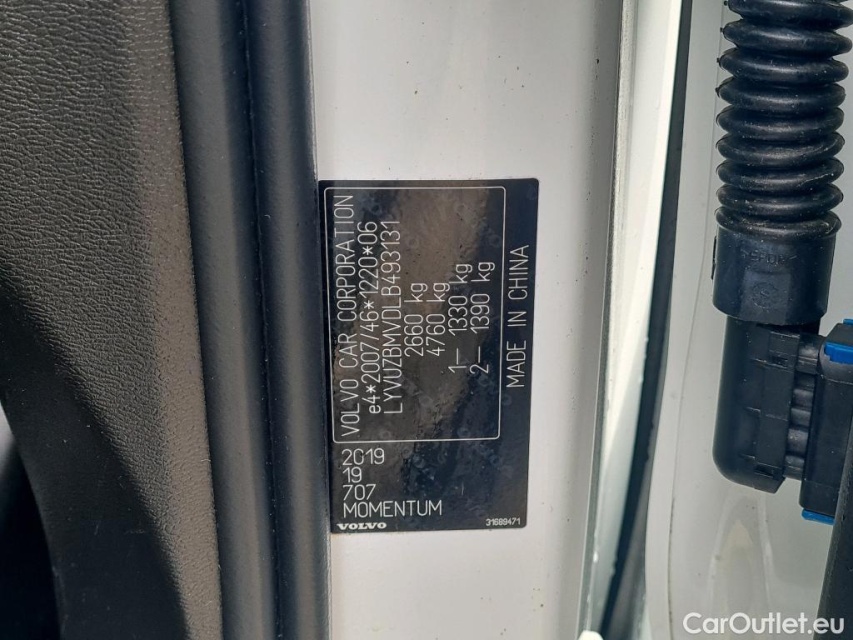 VOLVO CAR CORPORATION
e4*2007/46*1220*06
LYVUZBMVDLB493131
2660 kg
4760 kg
1– 1330 kg
2– 1390 kg
MADE IN CHINA
2G19
19
707
MOMENTUM
VOLVO
31689471
CarOutlet.eu